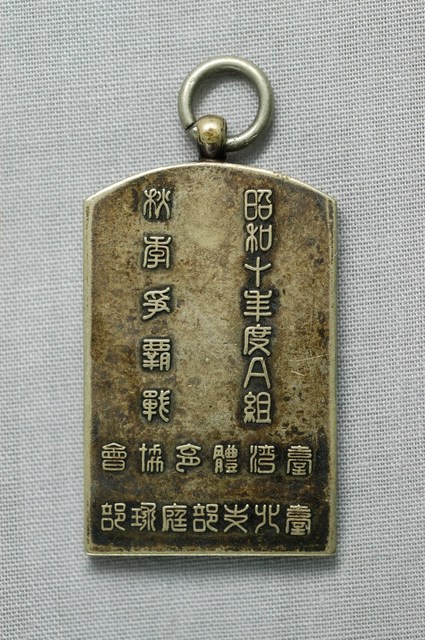 昭和十年度A組
秋季爭覇戰
臺湾體育協會
臺北支部庭球部